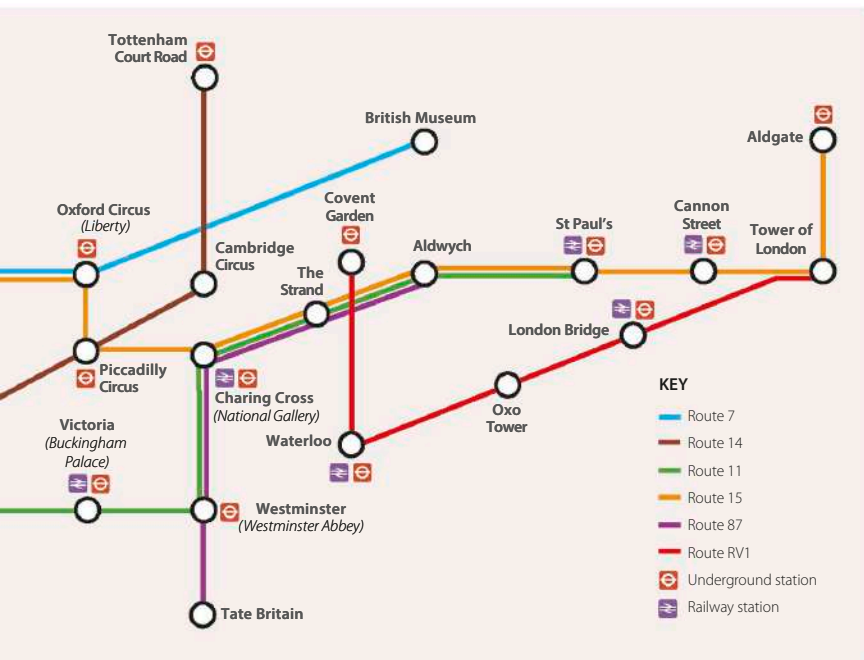 Tottenham
Court Road
British Museum
Aldgate
Oxford Circus
(Liberty)
Covent
Garden
Cannon
Street
St Paul's
Tower of
London
Cambridge
Circus
Aldwych
The
Strand
London Bridge
Piccadilly
Circus
Charing Cross
(National Gallery)
Oxo
Tower
Victoria
(Buckingham
Palace)
Waterloo
Westminster
(Westminster Abbey)
Tate Britain
KEY
Route 7
Route 14
Route 11
Route 15
Route 87
Route RV1
Underground station
Railway station